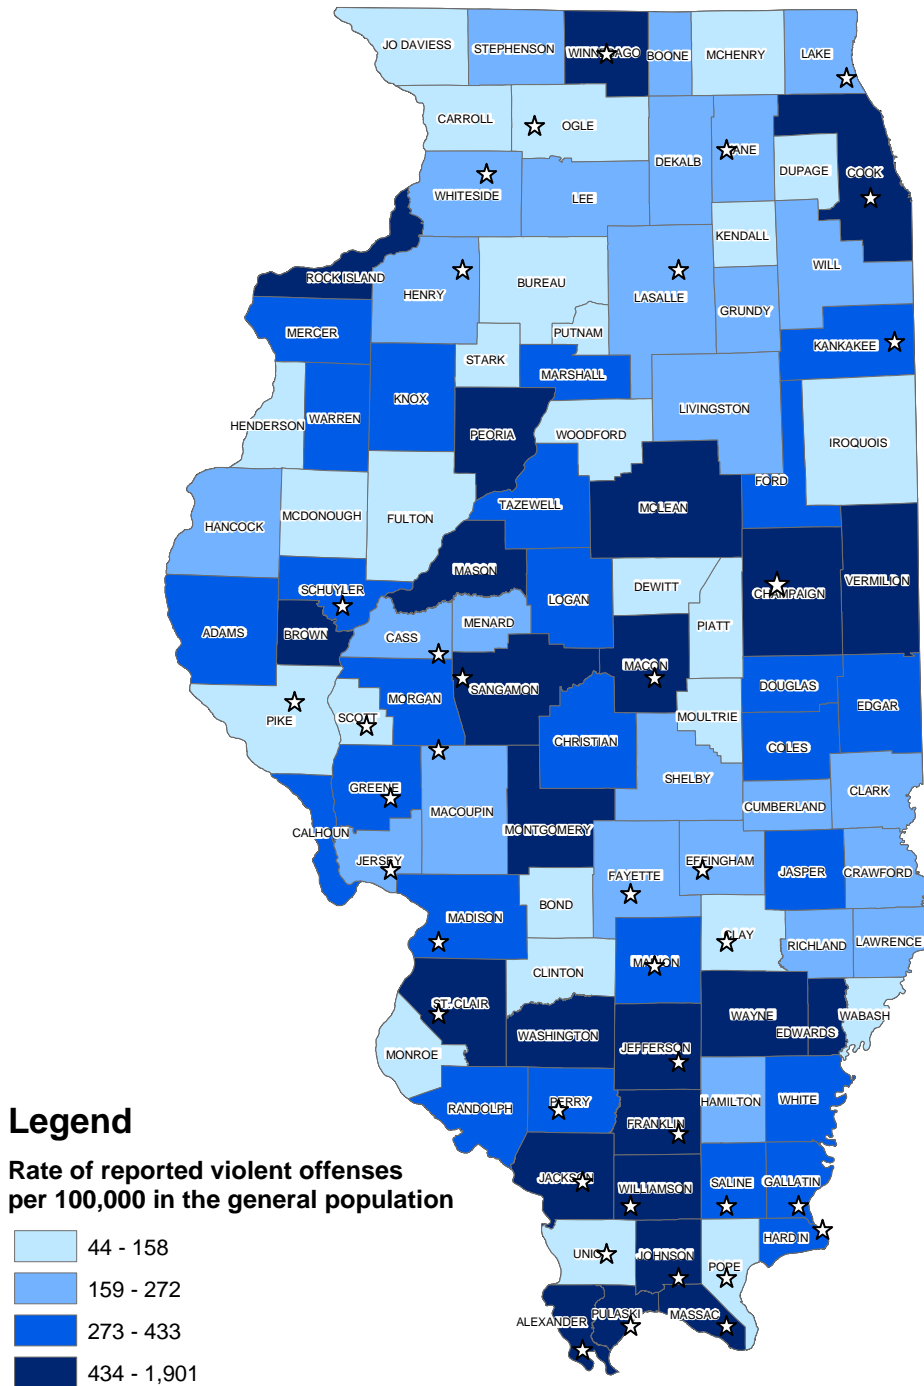 JO DAVIESS
STEPHENSON
WINNEBAGO
BOONE
MCHENRY
LAKE
CARROLL
OGLE
DEKALB
KANE
DUPAGE
COOK
WHITESIDE
LEE
KENDALL
WILL
ROCK ISLAND
HENRY
BUREAU
LASALLE
GRUNDY
MERCER
PUTNAM
KANKAKEE
STARK
MARSHALL
KNOX
LIVINGSTON
HENDERSON
WARREN
PEORIA
WOODFORD
IROQUOIS
FORD
HANCOCK
MCDONOUGH
FULTON
TAZEWELL
MCLEAN
MASON
SCHUYLER
LOGAN
DEWITT
CHAMPAIGN
VERMILION
ADAMS
BROWN
CASS
MENARD
PIATT
MACON
SANGAMON
MORGAN
DOUGLAS
EDGAR
PIKE
SCOTT
MOULTRIE
CHRISTIAN
COLES
SHELBY
GREENE
MACOUPIN
CUMBERLAND
CLARK
CALHOUN
MONTGOMERY
JERSEY
FAYETTE
EFFINGHAM
JASPER
CRAWFORD
MADISON
BOND
CLAY
RICHLAND
LAWRENCE
CLINTON
MARION
ST. CLAIR
WAYNE
EDWARDS
WABASH
WASHINGTON
JEFFERSON
MONROE
RANDOLPH
PERRY
HAMILTON
WHITE
FRANKLIN
JACKSON
WILLIAMSON
SALINE
GALLATIN
HARDIN
UNION
JOHNSON
POPE
ALEXANDER
PULASKI
MASSAC
Legend
Rate of reported violent offenses
per 100,000 in the general population
44 - 158
159 - 272
273 - 433
434 - 1,901